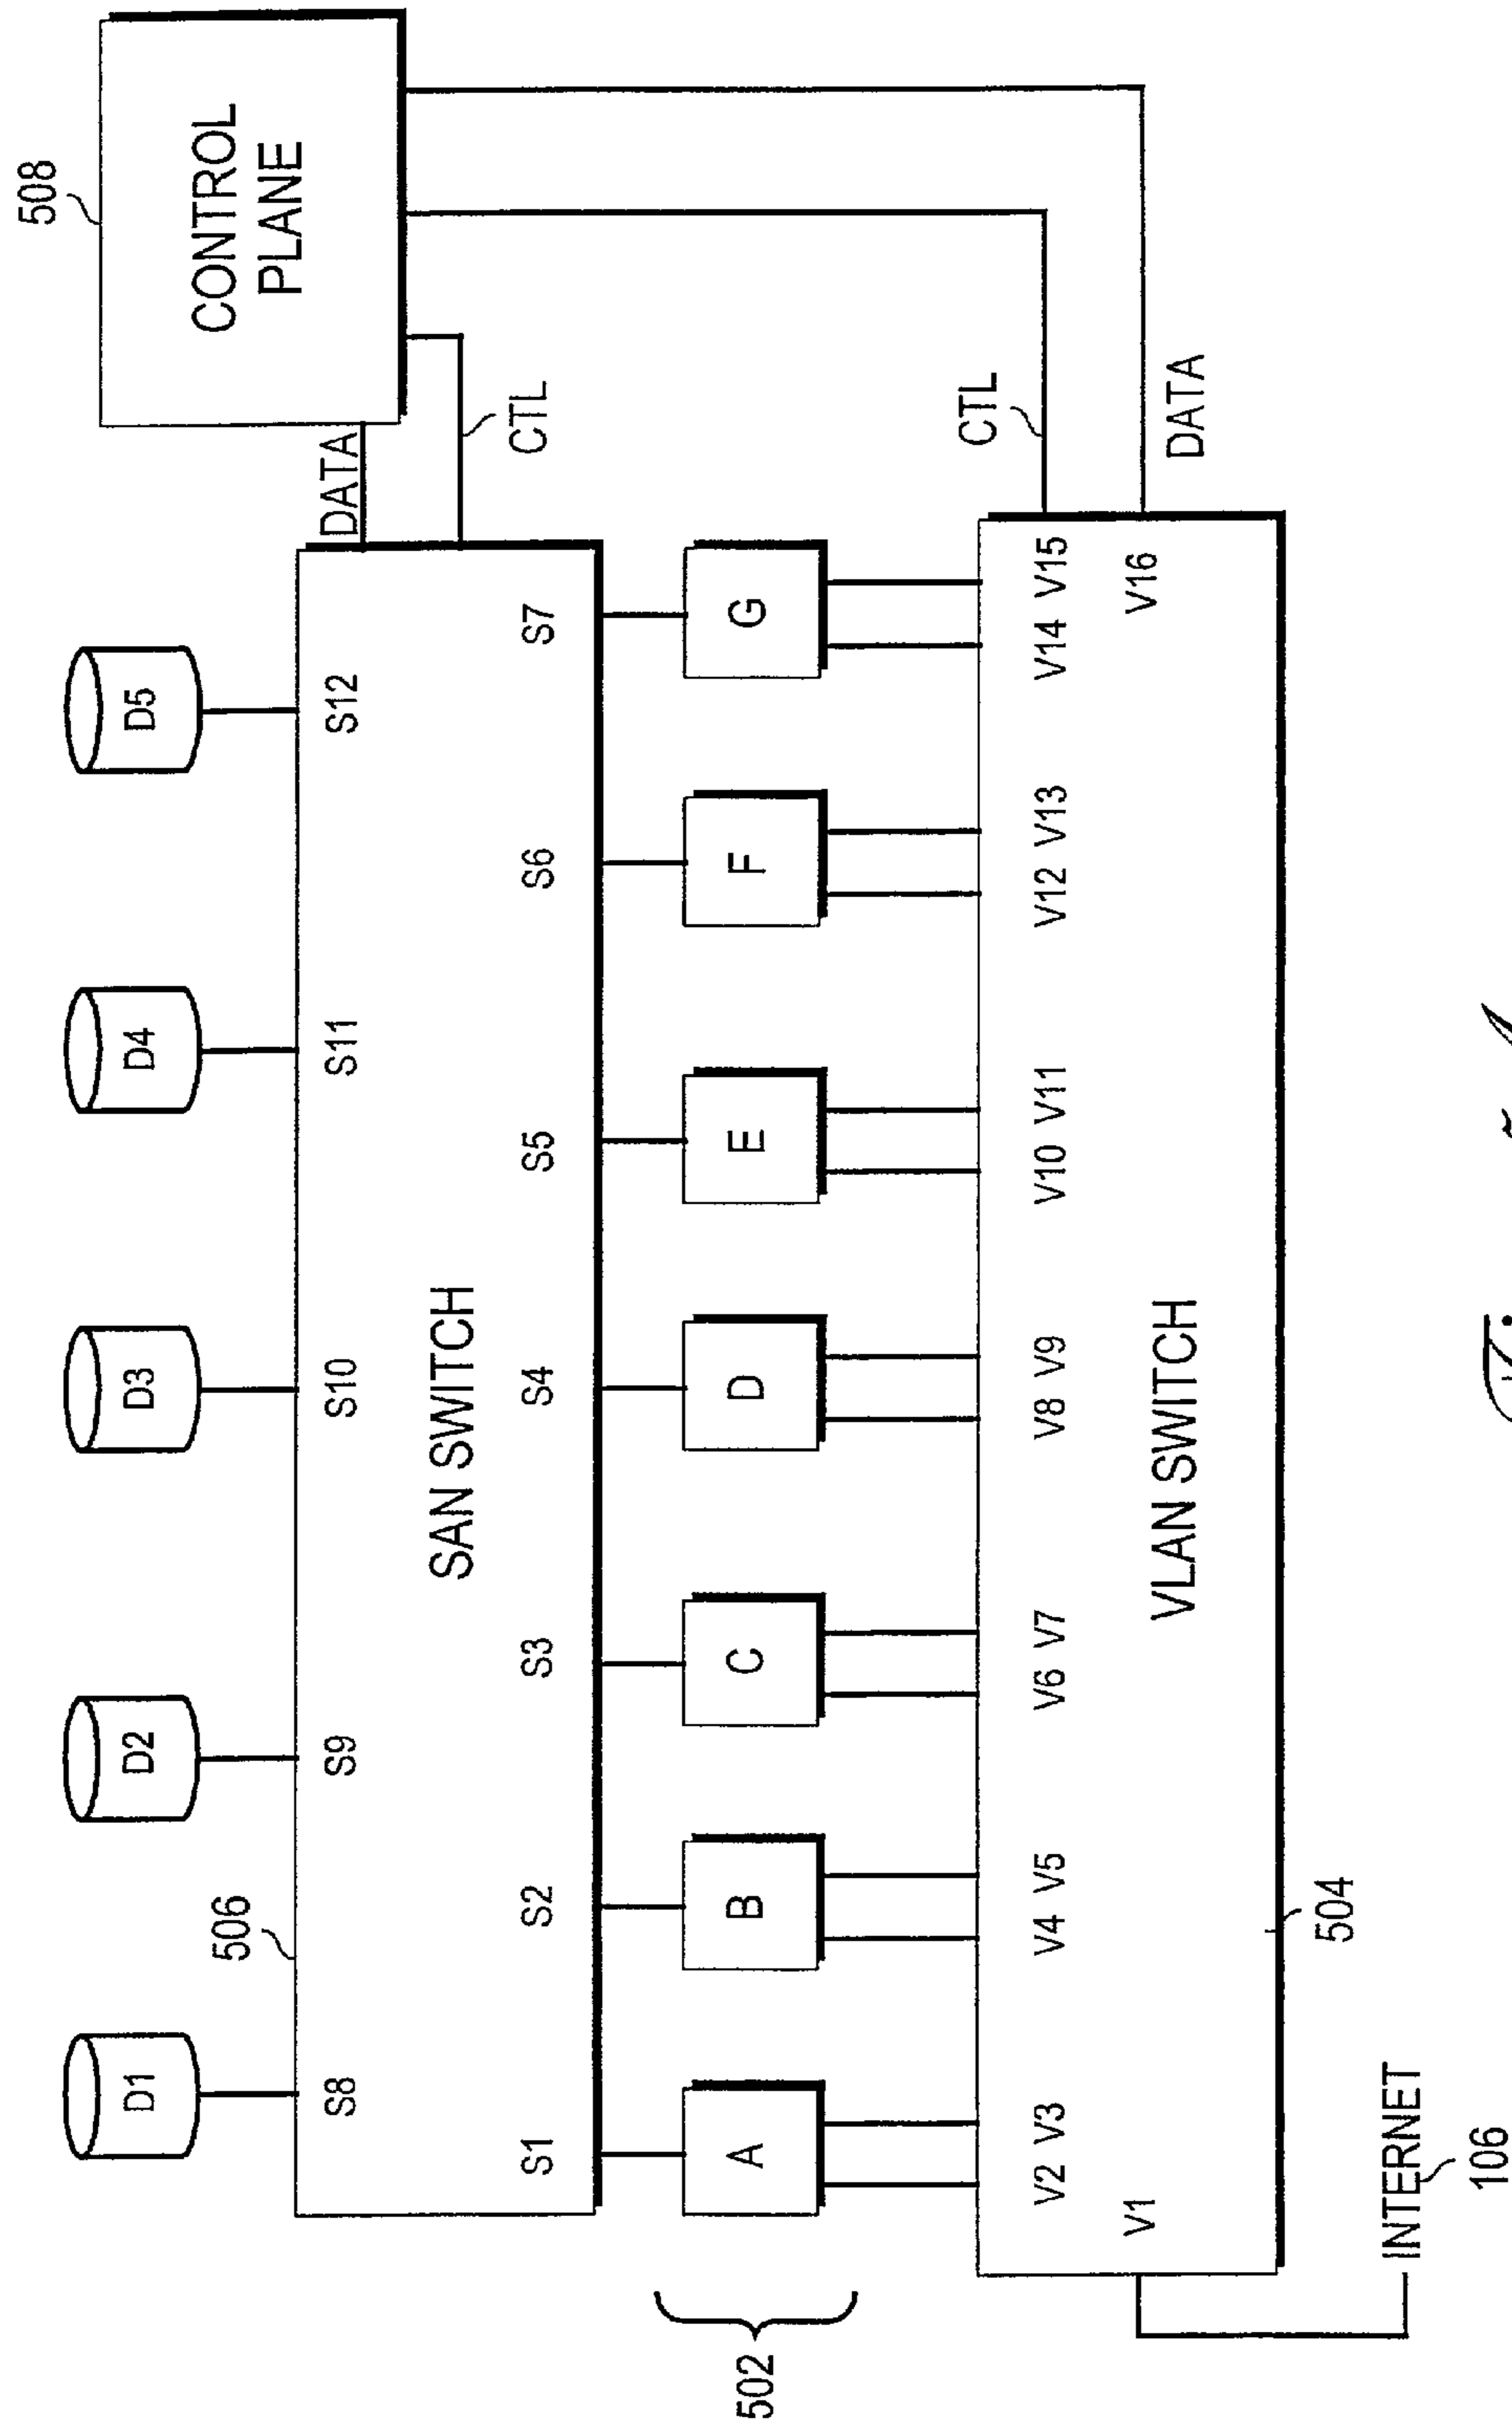 508
CONTROL
PLANE
D1
D2
D3
D4
D5
506
DATA
S8
S9
S10
S11
S12
CTL
SAN SWITCH
S1
S2
S3
S4
S5
S6
S7
502
A
B
C
D
E
F
G
CTL
V2 V3
V4 V5
V6 V7
V8 V9
V10 V11
V12 V13
V14 V15
V1
V16
DATA
VLAN SWITCH
504
INTERNET
106